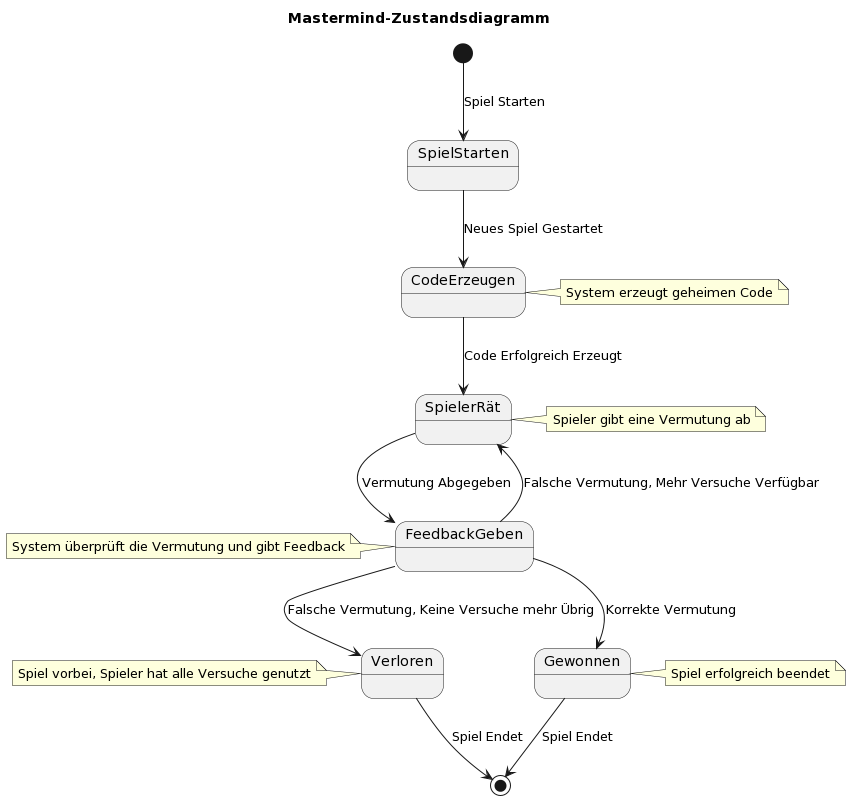 Mastermind-Zustandsdiagramm
Spiel Starten
SpielStarten
Neues Spiel Gestartet
CodeErzeugen
System erzeugt geheimen Code
Code Erfolgreich Erzeugt
SpielerRät
Spieler gibt eine Vermutung ab
Vermutung Abgegeben
Falsche Vermutung, Mehr Versuche Verfügbar
System überprüft die Vermutung und gibt Feedback
FeedbackGeben
Falsche Vermutung, Keine Versuche mehr Übrig
Korrekte Vermutung
Spiel vorbei, Spieler hat alle Versuche genutzt
Verloren
Gewonnen
Spiel erfolgreich beendet
Spiel Endet
Spiel Endet